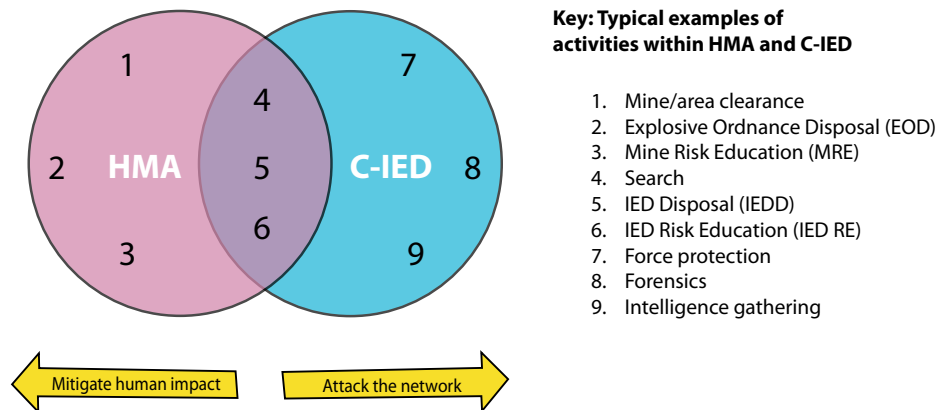 1
2
3
HMA
4
5
6
7
8
9
C-IED
Mitigate human impact
Attack the network
Key: Typical examples of
activities within HMA and C-IED
1. Mine/area clearance
2. Explosive Ordnance Disposal (EOD)
3. Mine Risk Education (MRE)
4. Search
5. IED Disposal (IEDD)
6. IED Risk Education (IED RE)
7. Force protection
8. Forensics
9. Intelligence gathering